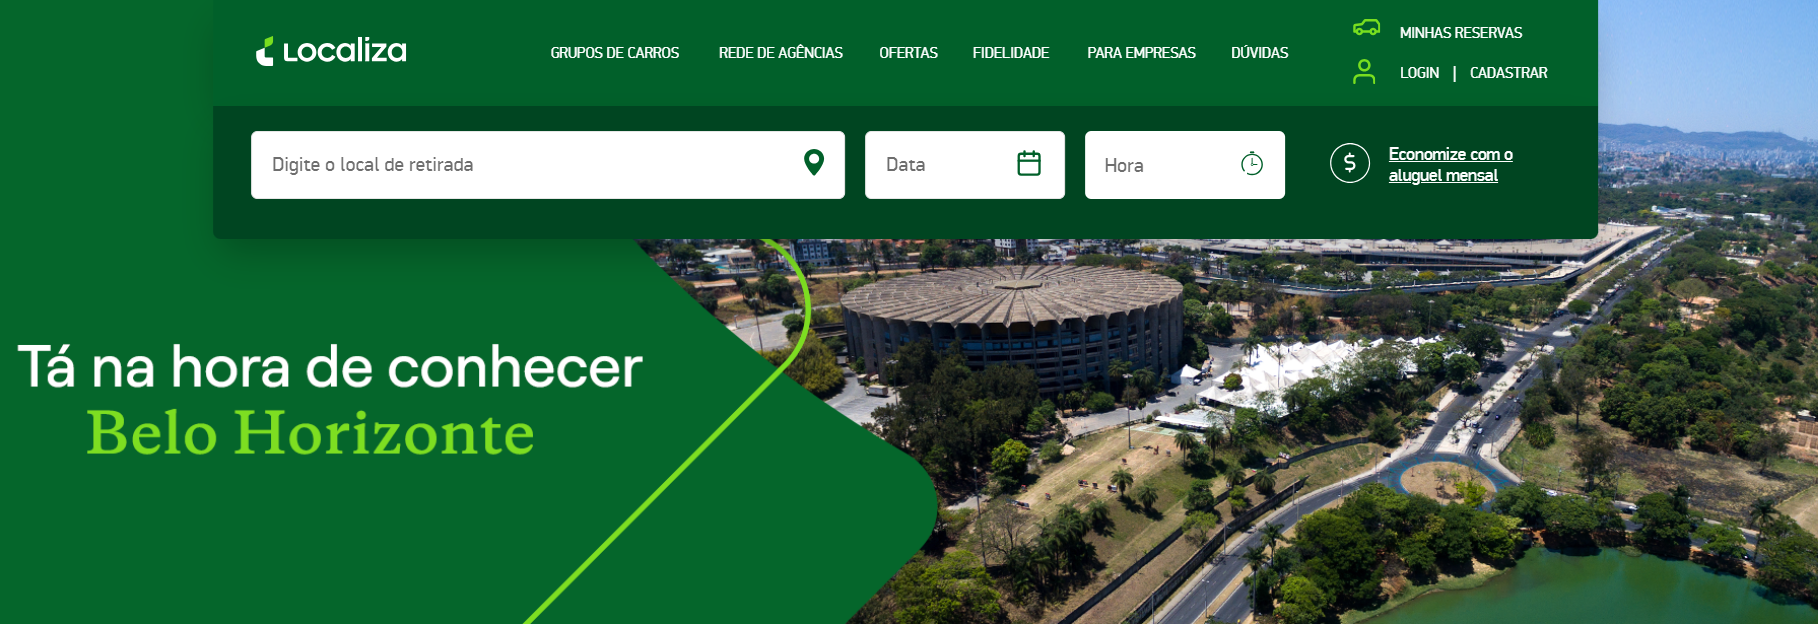 Localiza
GRUPOS DE CARROS
REDE DE AGÊNCIAS
OFERTAS
FIDELIDADE
PARA EMPRESAS
DÚVIDAS
MINHAS RESERVAS
LOGIN | CADASTRAR
Digite o local de retirada
Data
Hora
$
Economize com o
aluguel mensal
Tá na hora de conhecer
Belo Horizonte